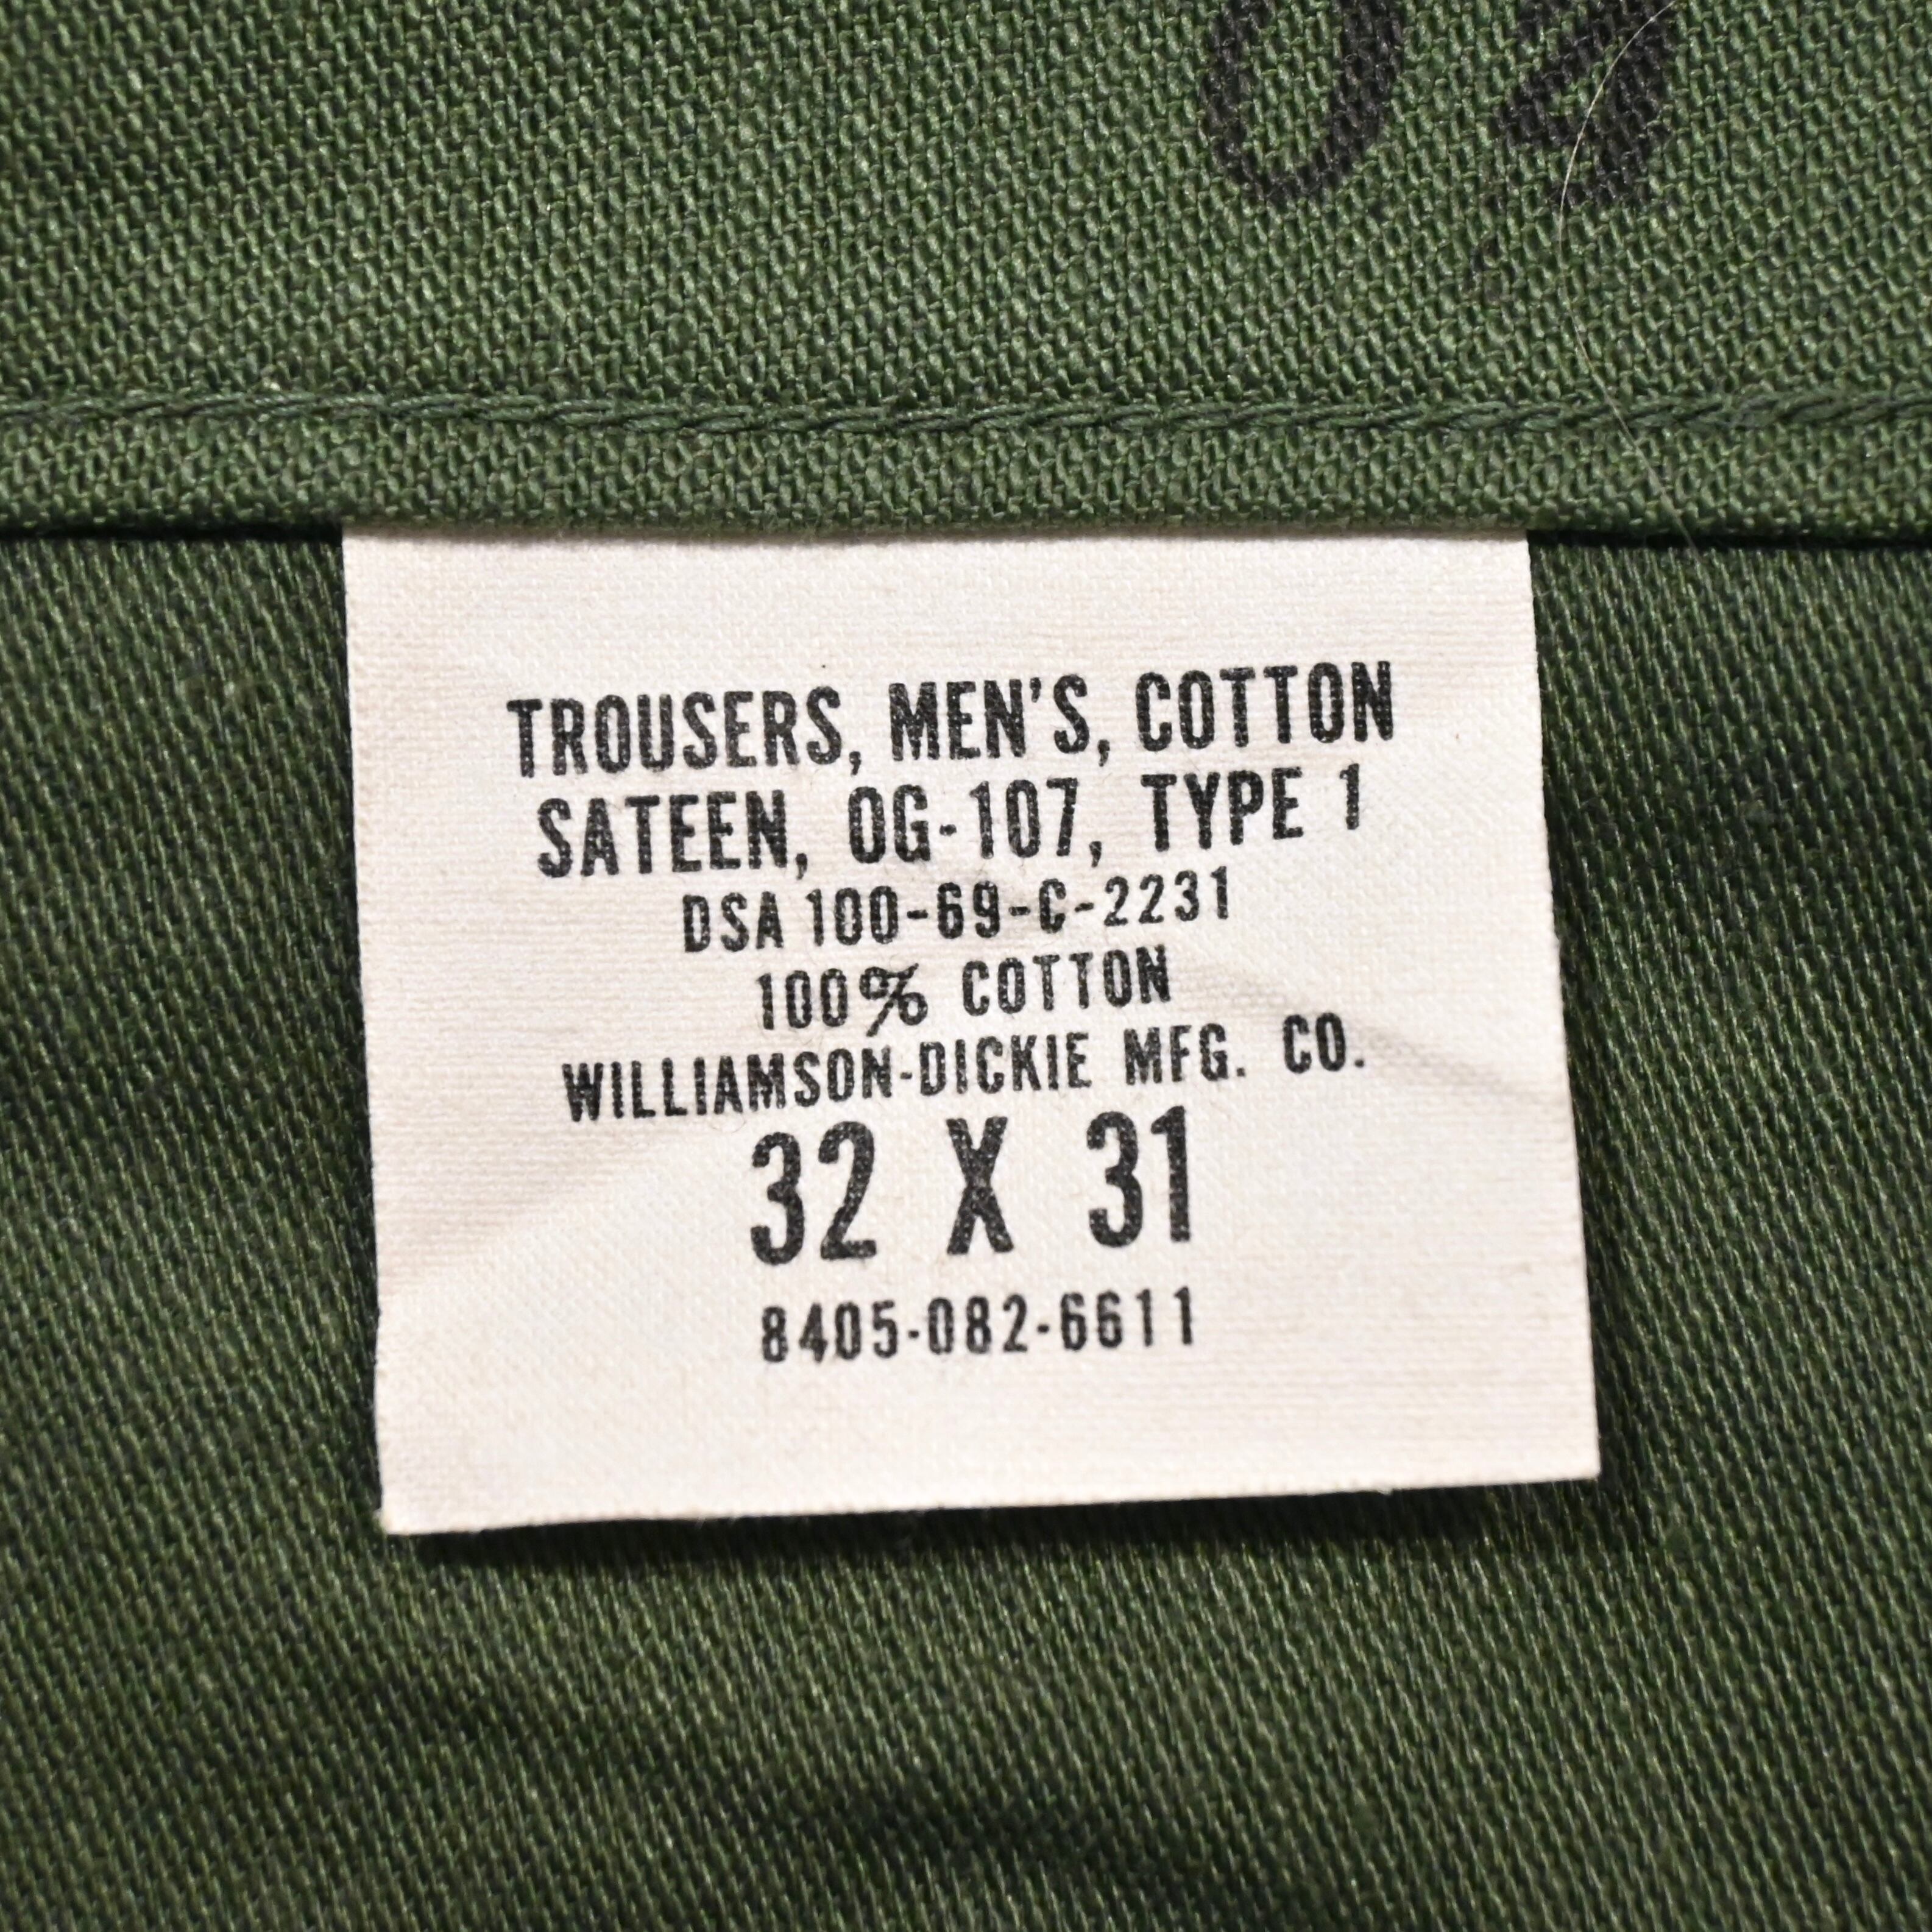 04
TROUSERS, MEN'S, COTTON
SATEEN, OG-107, TYPE 1
DSA 100-69-C-2231
100% COTTON
WILLIAMSON-DICKIE MFG. CO.
32 X 31
8405-082-6611